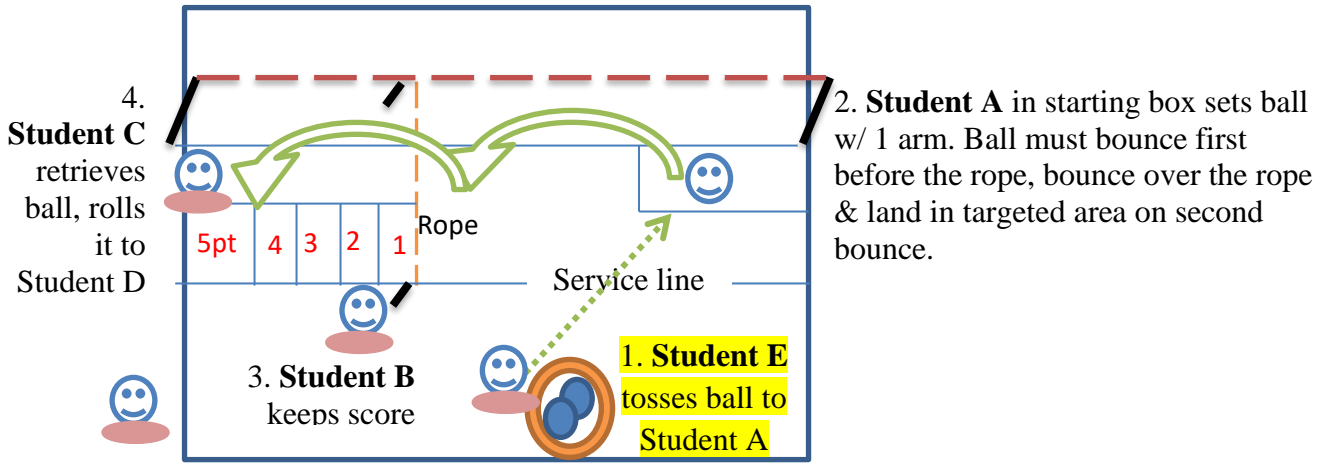 4.
Student C
retrieves
ball, rolls
it to
Student D
2. Student A in starting box sets ball
w/ 1 arm. Ball must bounce first
before the rope, bounce over the rope
& land in targeted area on second
bounce.
5pt 4 3 2 1
Rope
Service line
3. Student B
keeps score
1. Student E
tosses ball to
Student A